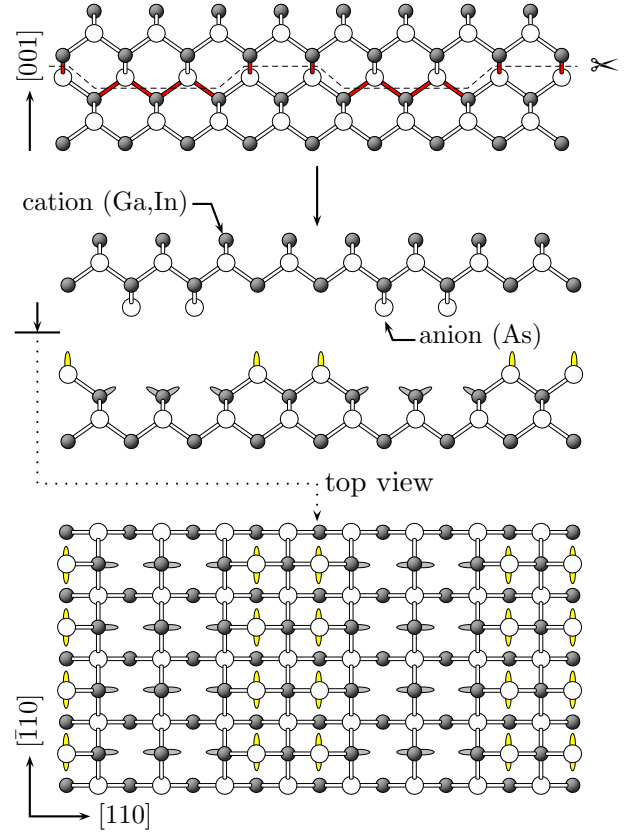 [001]
cation (Ga,In)
anion (As)
top view
[1̄10]
[110]